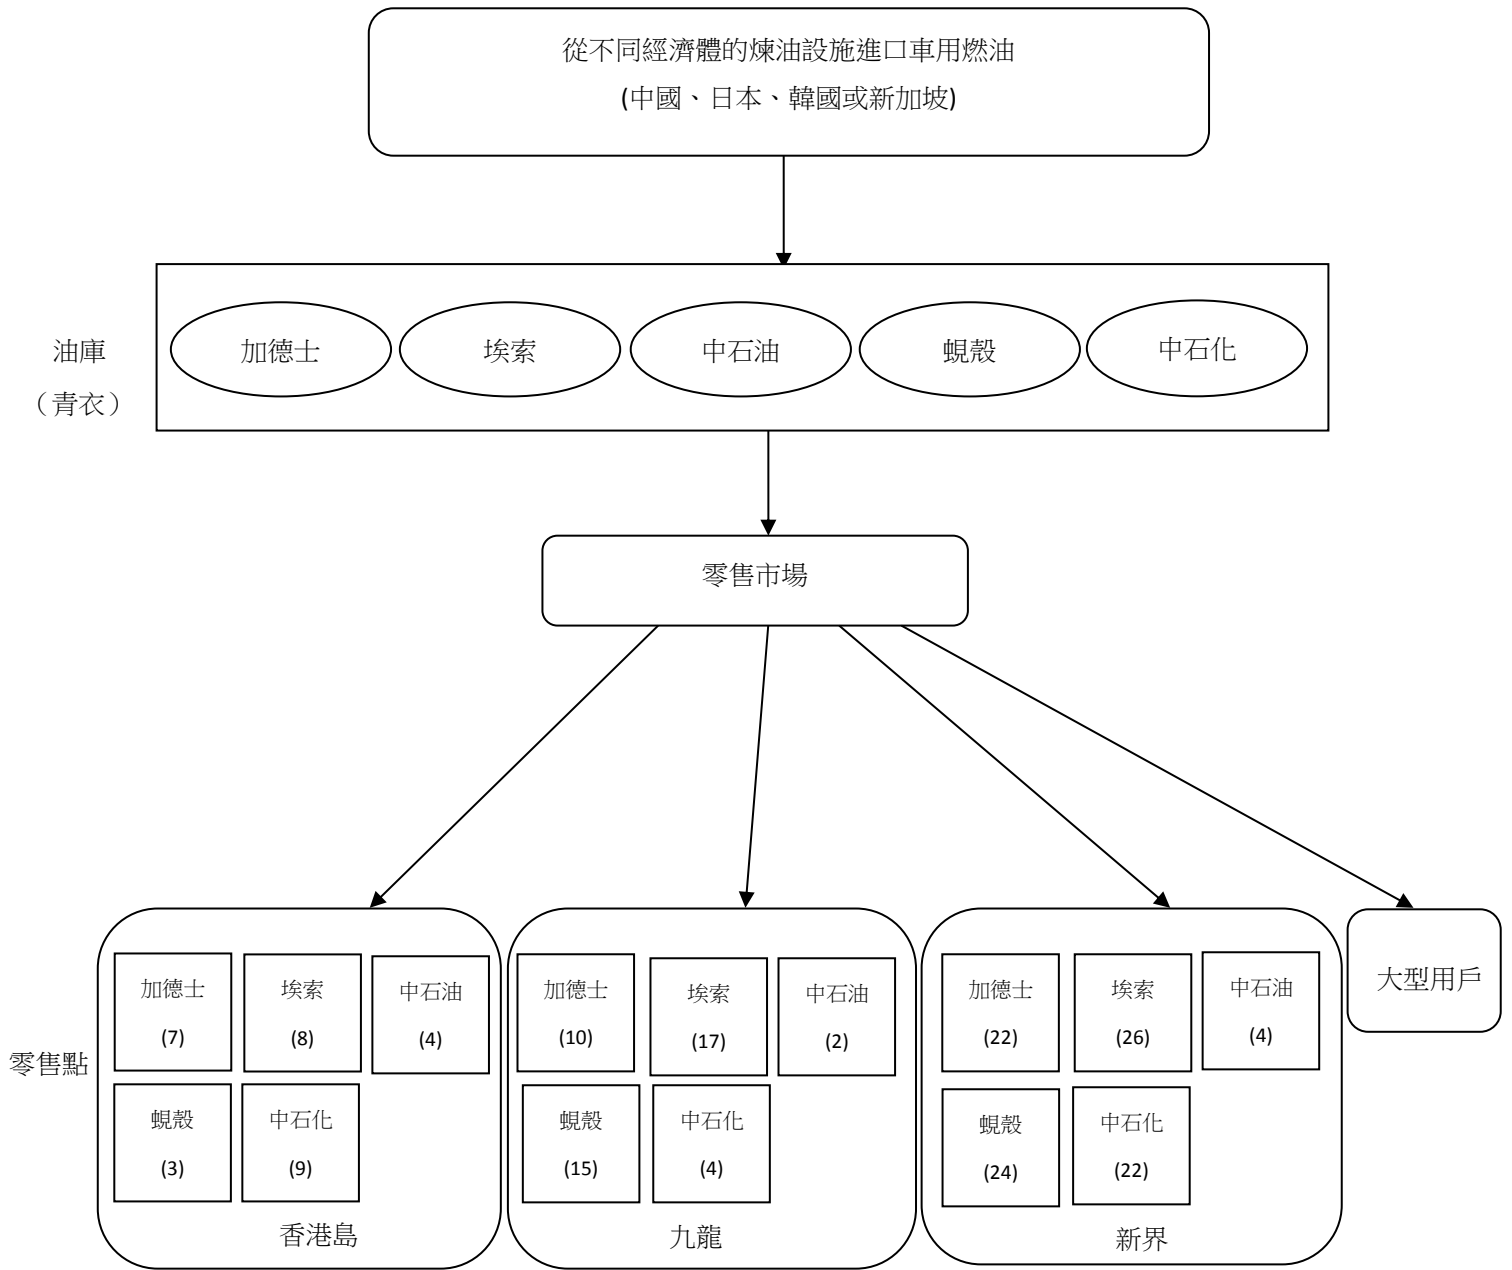 從不同經濟體的煉油設施進口車用燃油
(中國、日本、韓國或新加坡)
油庫
（青衣）
加德士
埃索
中石油
蜆殼
中石化
零售市場
零售點
加德士
(7)
埃索
(8)
中石油
(4)
蜆殼
(3)
中石化
(9)
香港島
加德士
(10)
埃索
(17)
中石油
(2)
蜆殼
(15)
中石化
(4)
九龍
加德士
(22)
埃索
(26)
中石油
(4)
蜆殼
(24)
中石化
(22)
新界
大型用戶